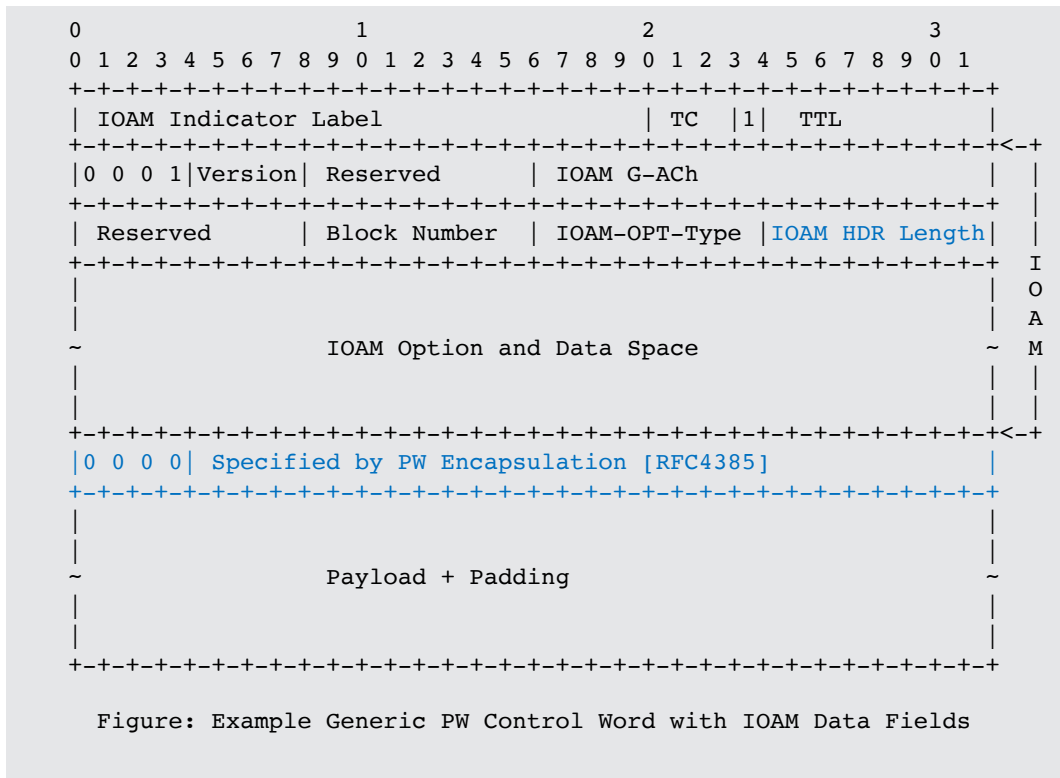 0                   1                   2                   3
0 1 2 3 4 5 6 7 8 9 0 1 2 3 4 5 6 7 8 9 0 1 2 3 4 5 6 7 8 9 0 1
+-+-+-+-+-+-+-+-+-+-+-+-+-+-+-+-+-+-+-+-+-+-+-+-+-+-+-+-+-+-+-+-+
| IOAM Indicator Label                  | TC  |1|  TTL          |
+-+-+-+-+-+-+-+-+-+-+-+-+-+-+-+-+-+-+-+-+-+-+-+-+-+-+-+-+-+-+-+-+<-+
|0 0 0 1|Version| Reserved      | IOAM G-ACh                    |  |
+-+-+-+-+-+-+-+-+-+-+-+-+-+-+-+-+-+-+-+-+-+-+-+-+-+-+-+-+-+-+-+-+  |
| Reserved      | Block Number  | IOAM-OPT-Type |IOAM HDR Length|  |
+-+-+-+-+-+-+-+-+-+-+-+-+-+-+-+-+-+-+-+-+-+-+-+-+-+-+-+-+-+-+-+-+  I
|                                                               |  O
|                                                               |  A
~                 IOAM Option and Data Space                    ~  M
|                                                               |  |
|                                                               |  |
+-+-+-+-+-+-+-+-+-+-+-+-+-+-+-+-+-+-+-+-+-+-+-+-+-+-+-+-+-+-+-+-+<-+
|0 0 0 0| Specified by PW Encapsulation [RFC4385]               |
+-+-+-+-+-+-+-+-+-+-+-+-+-+-+-+-+-+-+-+-+-+-+-+-+-+-+-+-+-+-+-+-+
|                                                               |
|                                                               |
~                 Payload + Padding                             ~
|                                                               |
|                                                               |
+-+-+-+-+-+-+-+-+-+-+-+-+-+-+-+-+-+-+-+-+-+-+-+-+-+-+-+-+-+-+-+-+
Figure: Example Generic PW Control Word with IOAM Data Fields